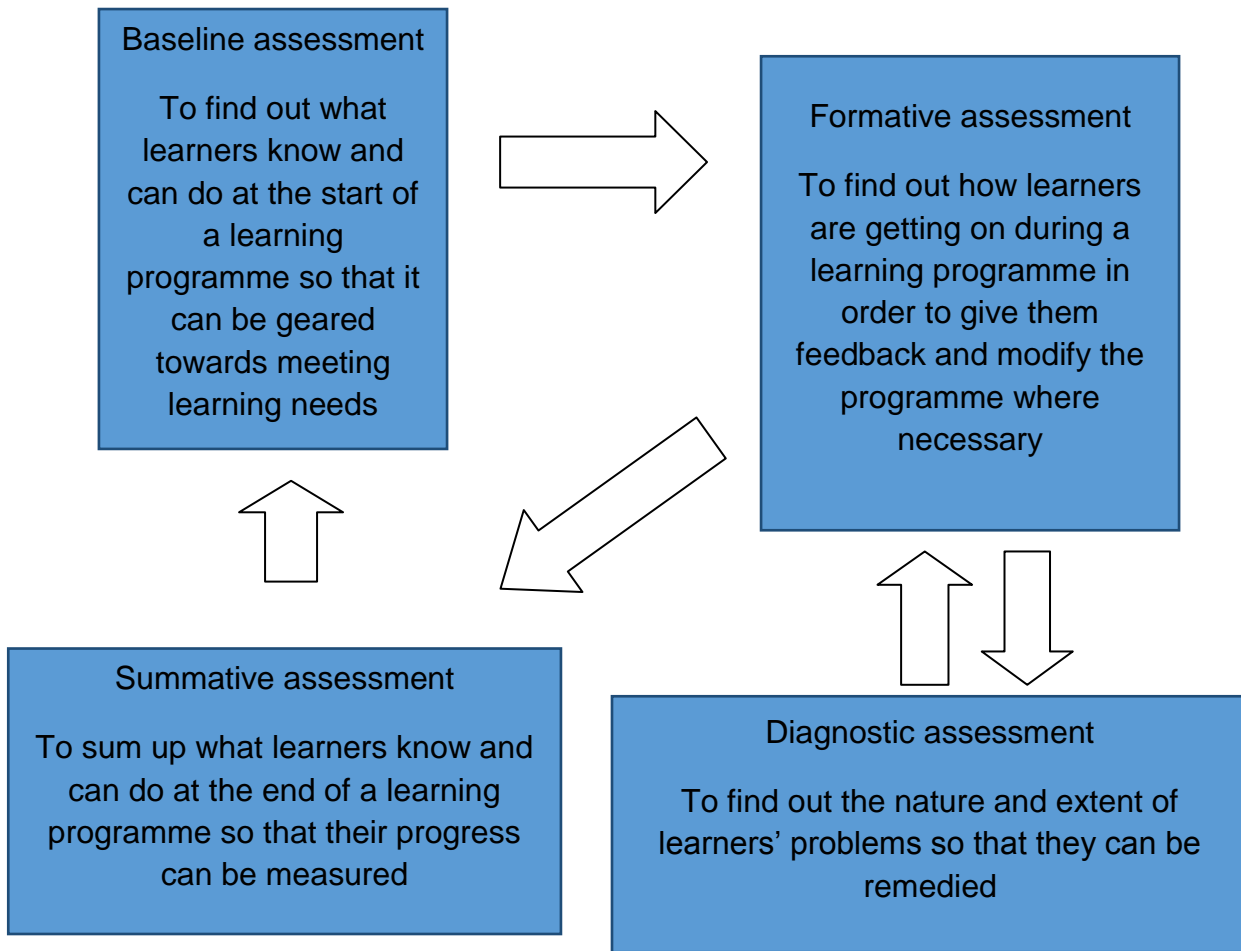 Baseline assessment
To find out what
learners know and
can do at the start of
a learning
programme so that it
can be geared
towards meeting
learning needs
Formative assessment
To find out how learners
are getting on during a
learning programme in
order to give them
feedback and modify the
programme where
necessary
Summative assessment
To sum up what learners know and
can do at the end of a learning
programme so that their progress
can be measured
Diagnostic assessment
To find out the nature and extent of
learners’ problems so that they can be
remedied